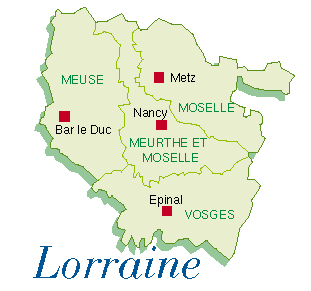 Metz
MEUSE
MOSELLE
Nancy
Bar le Duc
MEURTHE ET
MOSELLE
Epinal
VOSGES
Lorraine